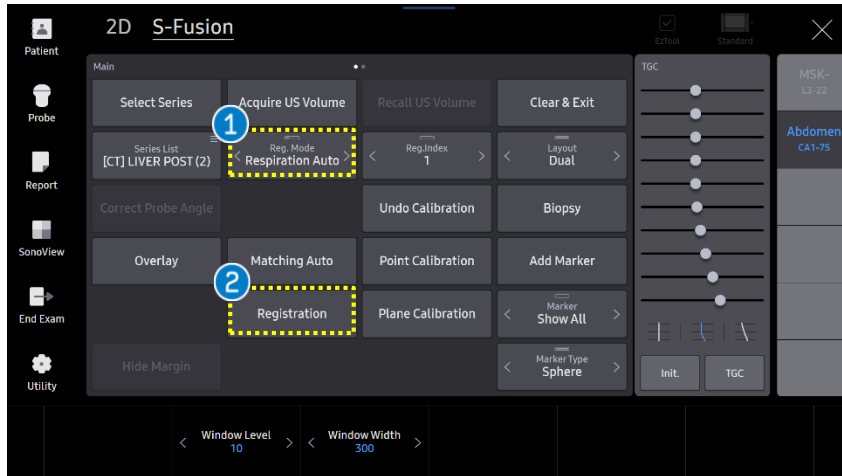 2D S-Fusion
EzTool
Standard
Patient
Probe
Report
SonoView
End Exam
Utility
Main
Select Series
Acquire US Volume
Recall US Volume
Clear & Exit
1
Series List
[CT] LIVER POST (2)
Reg. Mode
< Respiration Auto >
Reg.Index
< 1 >
Layout
< Dual >
Correct Probe Angle
Undo Calibration
Biopsy
Overlay
Matching Auto
Point Calibration
Add Marker
2
Registration
Plane Calibration
Marker
< Show All >
Hide Margin
Marker Type
< Sphere >
TGC
Init.
TGC
MSK-
L3-22
Abdomen
CA1-7S
< Window Level >
10
< Window Width >
300